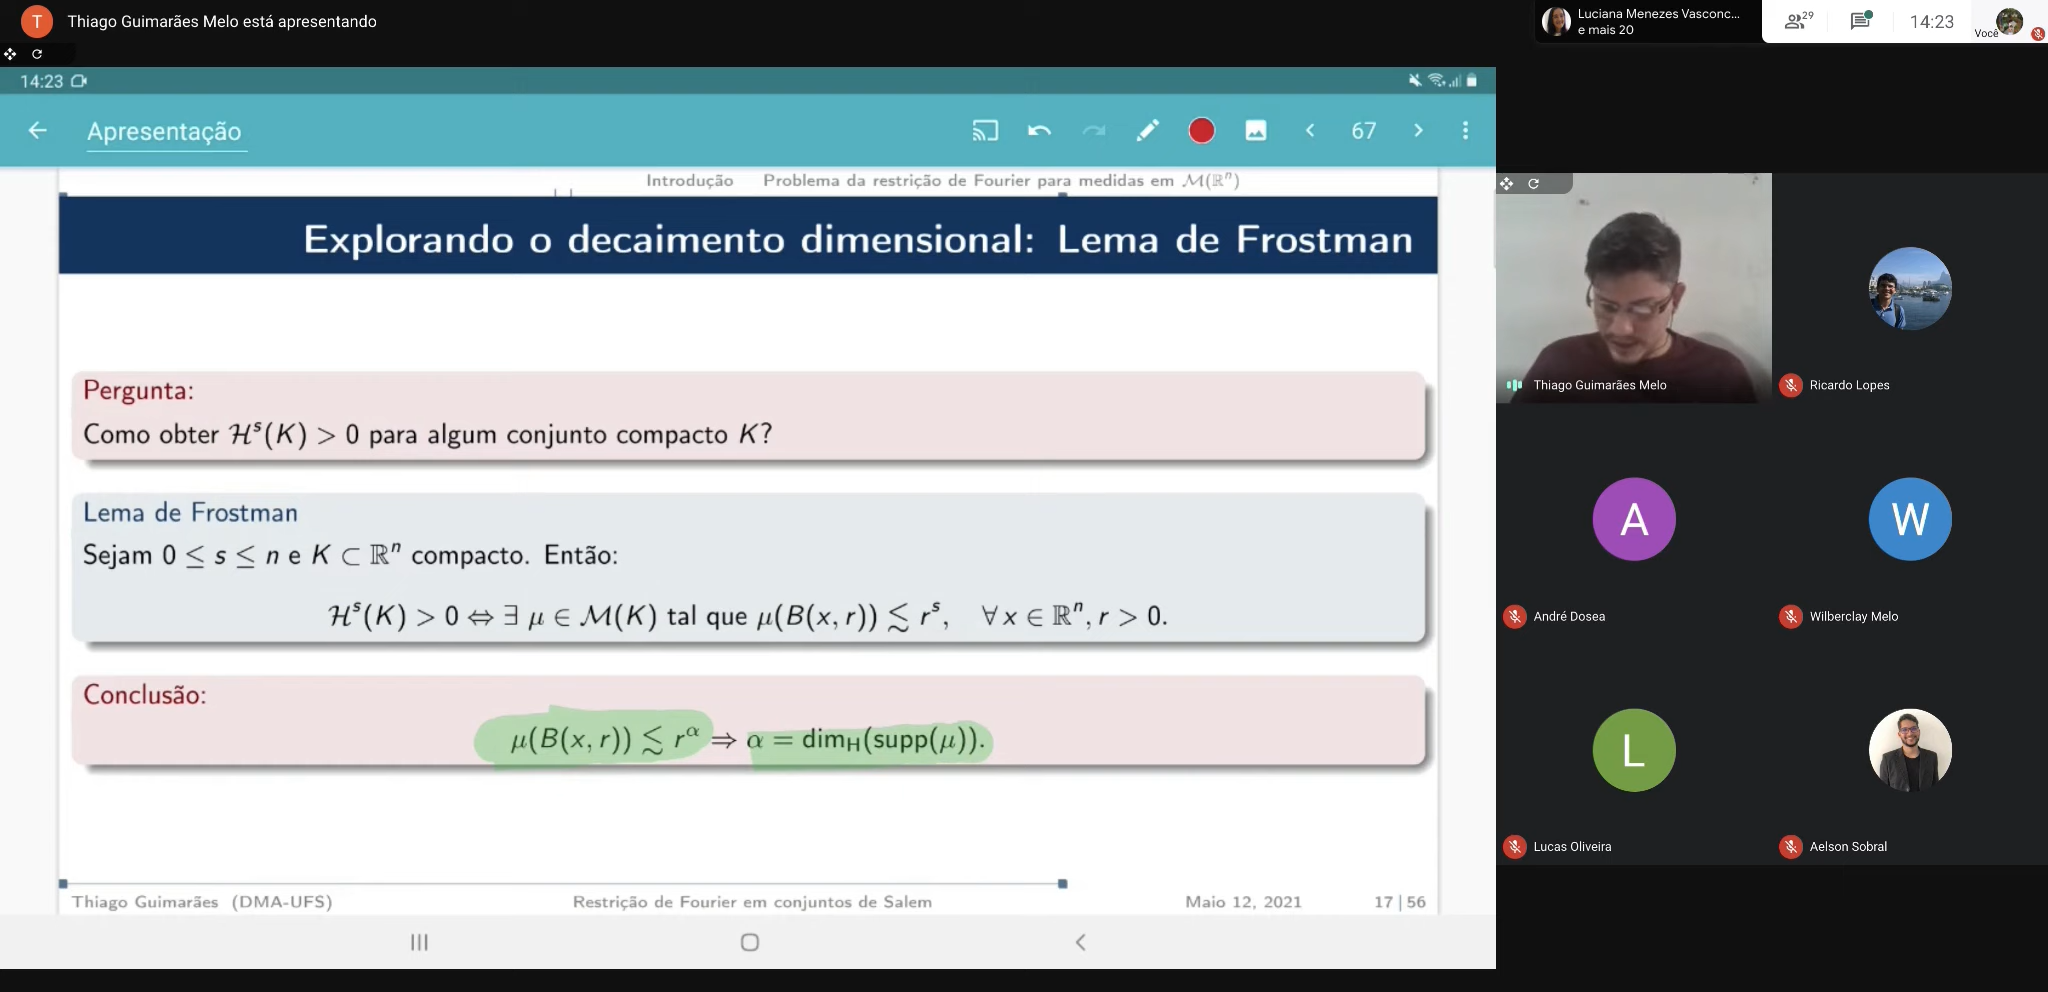 T Thiago Guimarães Melo está apresentando
Luciana Menezes Vasconc...
e mais 20
29
14:23
Você
14:23
Apresentação
67
Introdução Problema da restrição de Fourier para medidas em ℳ(ℝⁿ)
Explorando o decaimento dimensional: Lema de Frostman
Pergunta:
Como obter ℋˢ(K) > 0 para algum conjunto compacto K?
Lema de Frostman
Sejam 0 ≤ s ≤ n e K ⊂ ℝⁿ compacto. Então:
ℋˢ(K) > 0 ⇔ ∃ μ ∈ ℳ(K) tal que μ(B(x, r)) ≲ rˢ, ∀ x ∈ ℝⁿ, r > 0.
Conclusão:
μ(B(x, r)) ≲ r^α ⇒ α = dim_H(supp(μ)).
Thiago Guimarães (DMA-UFS) Restrição de Fourier em conjuntos de Salem Maio 12, 2021 17 | 56
Thiago Guimarães Melo
Ricardo Lopes
A
W
André Dosea
Wilberclay Melo
L
Lucas Oliveira
Aelson Sobral